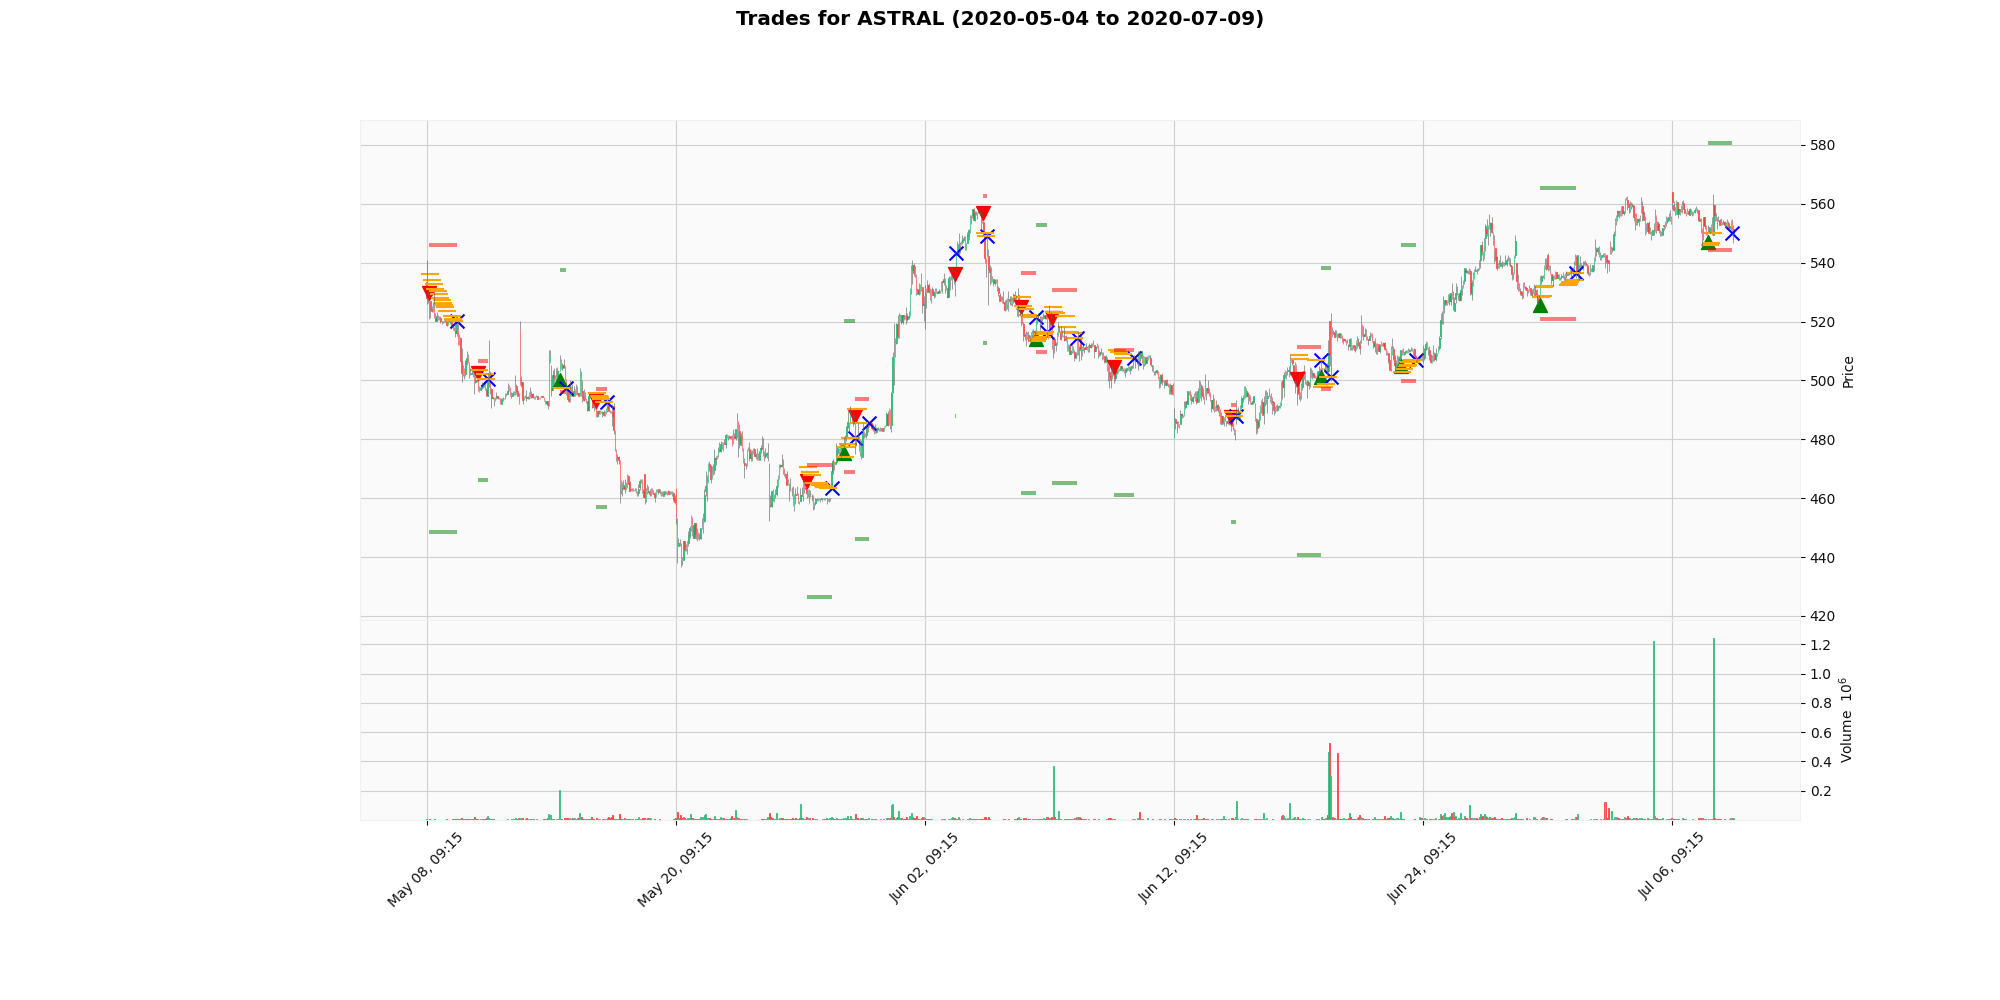 Trades for ASTRAL (2020-05-04 to 2020-07-09)
580
560
540
520
500
480
460
440
420
Price
1.2
1.0
0.8
0.6
0.4
0.2
Volume 10^6
May 08, 09:15
May 20, 09:15
Jun 02, 09:15
Jun 12, 09:15
Jun 24, 09:15
Jul 06, 09:15